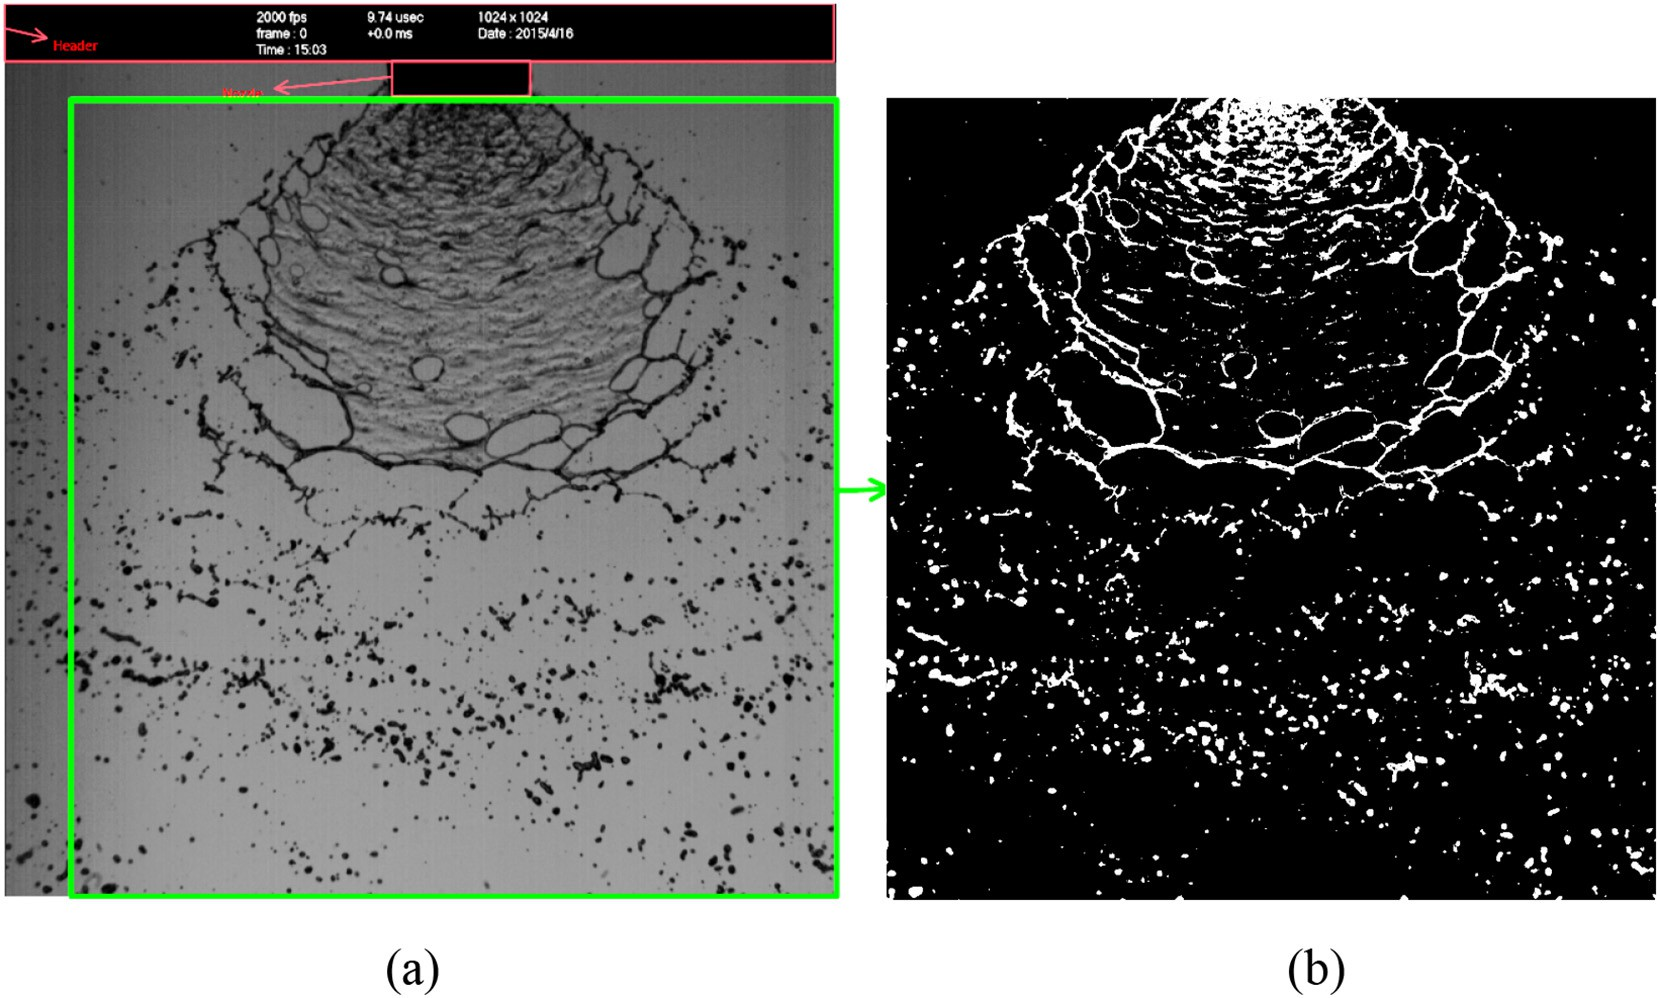 2000 fps 9.74 usec 1024 x 1024
frame : 0 +0.0 ms Date : 2015/4/16
Time : 15:03
Header
Nozzle
(a) (b)